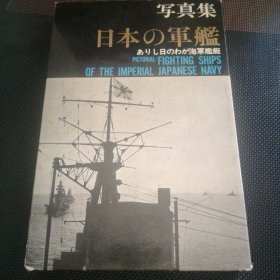 写真集
日本の軍艦
ありし日のわが海軍艦艇
PICTORIAL FIGHTING SHIPS
OF THE IMPERIAL JAPANESE NAVY